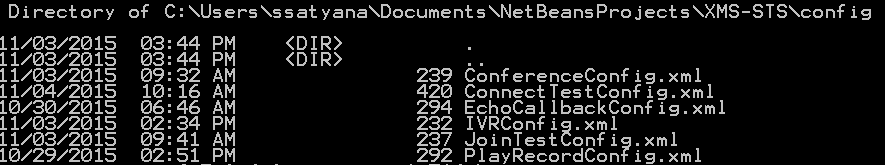 Directory of C:\Users\ssatyana\Documents\NetBeansProjects\XMS-STS\config
11/03/2015 03:44 PM <DIR> .
11/03/2015 03:44 PM <DIR> ..
11/03/2015 09:32 AM 239 ConferenceConfig.xml
11/04/2015 10:16 AM 420 ConnectTestConfig.xml
10/30/2015 06:46 AM 294 EchoCallbackConfig.xml
11/03/2015 02:34 PM 232 IVRConfig.xml
11/03/2015 09:41 AM 237 JoinTestConfig.xml
10/29/2015 02:51 PM 292 PlayRecordConfig.xml